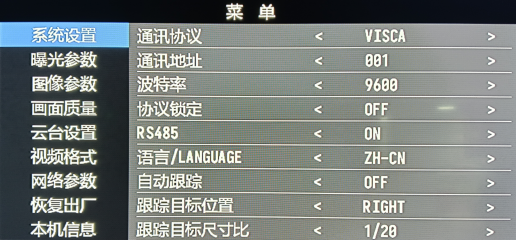 菜 单
系统设置 通讯协议 < VISCA >
曝光参数 通讯地址 < 001 >
图像参数 波特率 < 9600 >
画面质量 协议锁定 < OFF >
云台设置 RS485 < ON >
视频格式 语言/LANGUAGE < ZH-CN >
网络参数 自动跟踪 < OFF >
恢复出厂 跟踪目标位置 < RIGHT >
本机信息 跟踪目标尺寸比 < 1/20 >